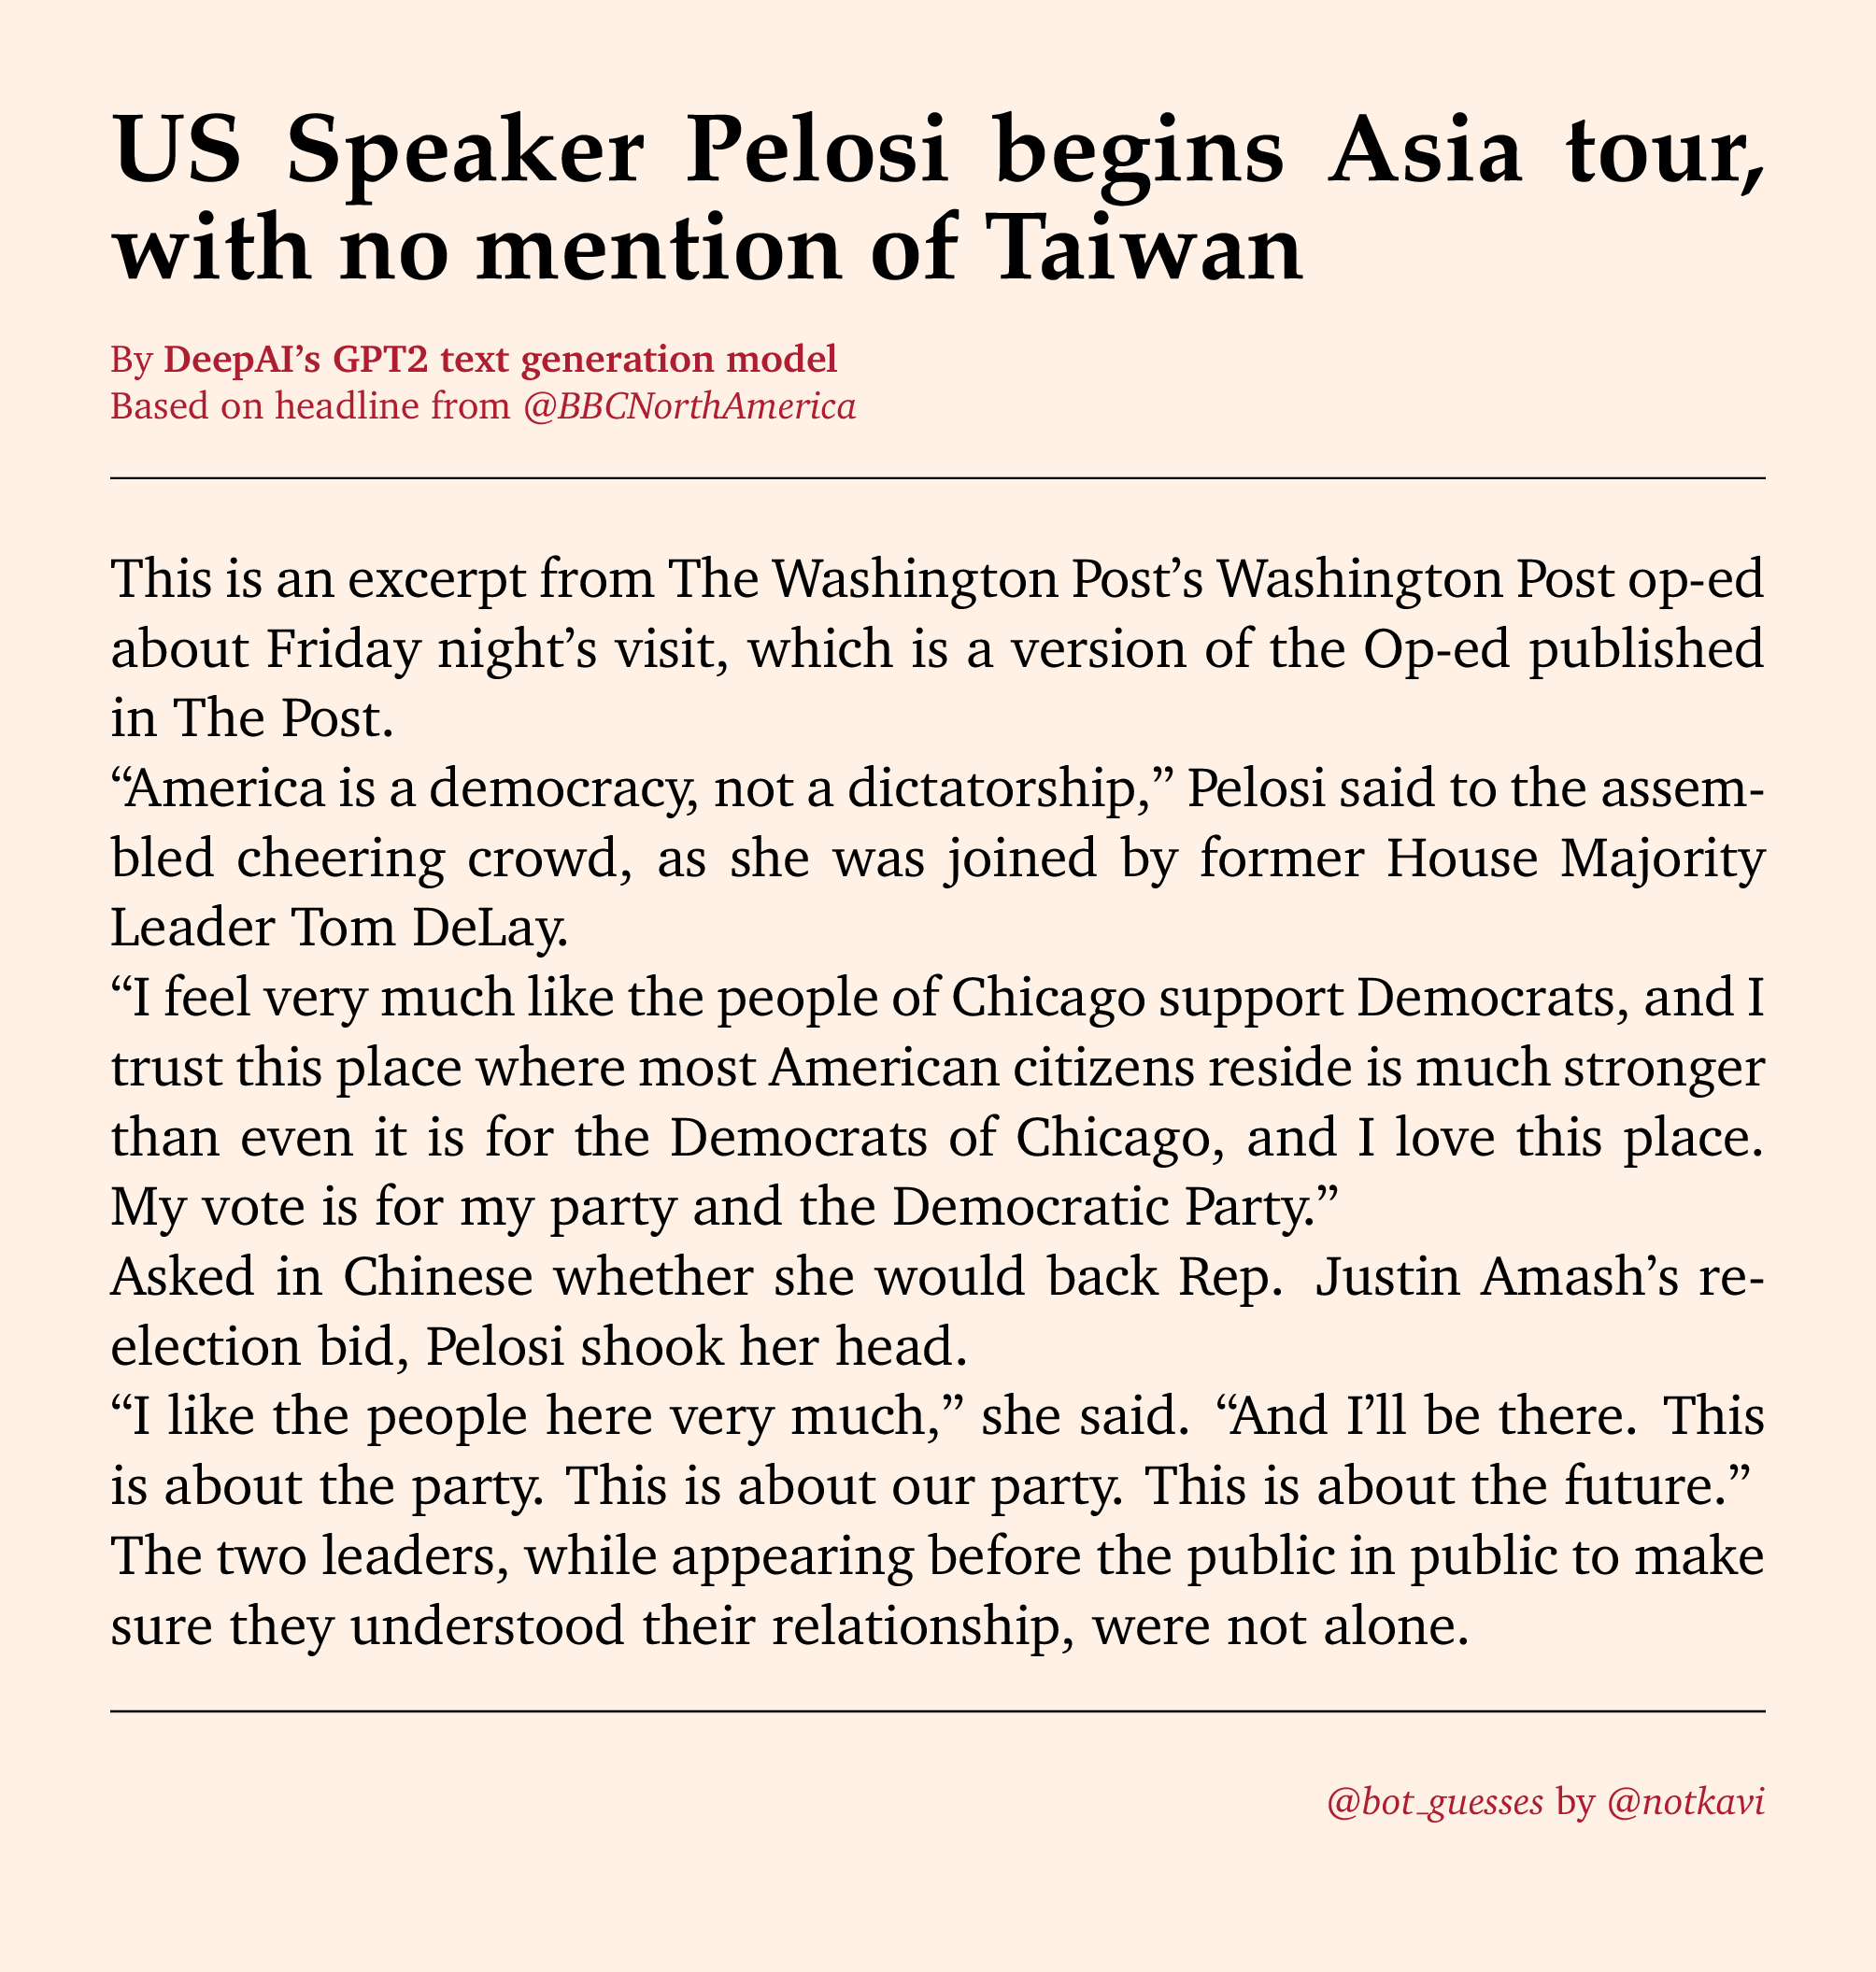 US Speaker Pelosi begins Asia tour,
with no mention of Taiwan
By DeepAI’s GPT2 text generation model
Based on headline from @BBCNorthAmerica
This is an excerpt from The Washington Post’s Washington Post op-ed
about Friday night’s visit, which is a version of the Op-ed published
in The Post.
“America is a democracy, not a dictatorship,” Pelosi said to the assem-
bled cheering crowd, as she was joined by former House Majority
Leader Tom DeLay.
“I feel very much like the people of Chicago support Democrats, and I
trust this place where most American citizens reside is much stronger
than even it is for the Democrats of Chicago, and I love this place.
My vote is for my party and the Democratic Party.”
Asked in Chinese whether she would back Rep. Justin Amash’s re-
election bid, Pelosi shook her head.
“I like the people here very much,” she said. “And I’ll be there. This
is about the party. This is about our party. This is about the future.”
The two leaders, while appearing before the public in public to make
sure they understood their relationship, were not alone.
@bot_guesses by @notkavi